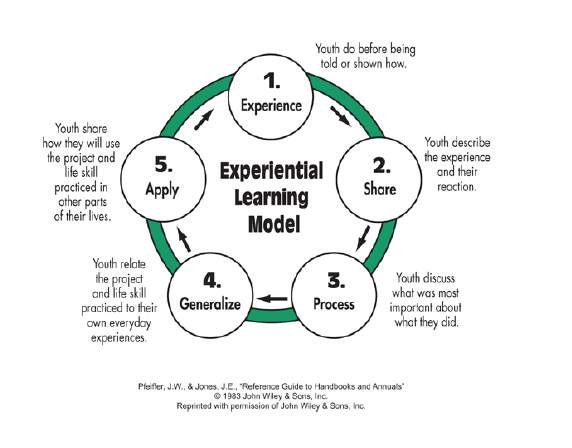 Youth do before being
told or shown how.
1.
Experience
Youth share
how they will use
the project and
life skill
practiced in
other parts
of their lives.
5.
Apply
Experiential
Learning
Model
2.
Share
Youth describe
the experience
and their
reaction.
Youth relate
the project
and life skill
practiced to their
own everyday
experiences.
4.
Generalize
3.
Process
Youth discuss
what was most
important about
what they did.
Pfeiffer, J.W., & Jones, J.E., "Reference Guide to Handbooks and Annuals"
© 1983 John Wiley & Sons, Inc.
Reprinted with permission of John Wiley & Sons, Inc.